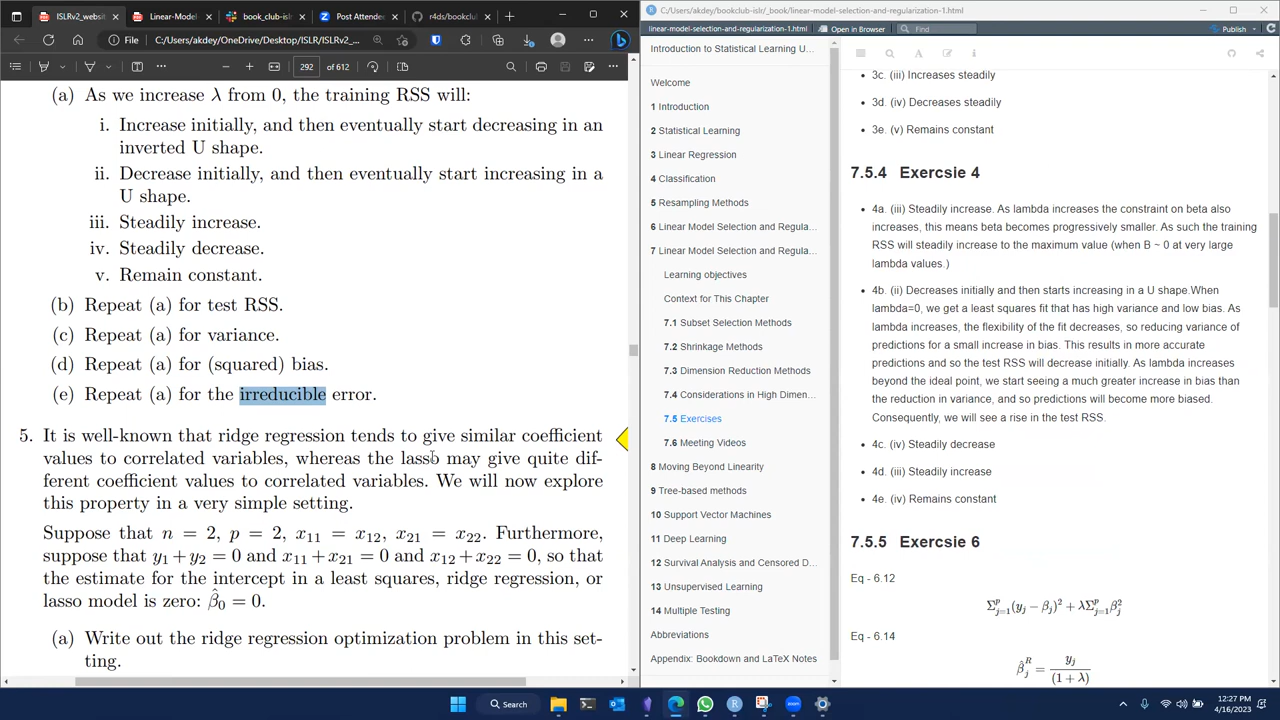 Linear-Model-Selection-and-R
Post Attendee
r4ds/bookclub-is
ISLR/ISLRv2_...
292 of 612
(a) As we increase λ from 0, the training RSS will:
i. Increase initially, and then eventually start decreasing in an
inverted U shape.
ii. Decrease initially, and then eventually start increasing in a
U shape.
iii. Steadily increase.
iv. Steadily decrease.
v. Remain constant.
(b) Repeat (a) for test RSS.
(c) Repeat (a) for variance.
(d) Repeat (a) for (squared) bias.
(e) Repeat (a) for the irreducible error.
5. It is well-known that ridge regression tends to give similar coefficient
values to correlated variables, whereas the lasso may give quite dif-
ferent coefficient values to correlated variables. We will now explore
this property in a very simple setting.
Suppose that n = 2, p = 2, x₁₁ = x₁₂, x₂₁ = x₂₂. Furthermore,
suppose that y₁+y₂ = 0 and x₁₁+x₂₁ = 0 and x₁₂+x₂₂ = 0, so that
the estimate for the intercept in a least squares, ridge regression, or
lasso model is zero: β̂₀ = 0.
(a) Write out the ridge regression optimization problem in this set-
ting.
C:/Users/akdey/bookclub-islr/_book/linear-model-selection-and-regularization-1.html
linear-model-selection-and-regularization-1.html
Open in Browser
Find
Publish
Introduction to Statistical Learning U...
Welcome
1 Introduction
2 Statistical Learning
3 Linear Regression
4 Classification
5 Resampling Methods
6 Linear Model Selection and Regula...
7 Linear Model Selection and Regula...
Learning objectives
Context for This Chapter
7.1 Subset Selection Methods
7.2 Shrinkage Methods
7.3 Dimension Reduction Methods
7.4 Considerations in High Dimen...
7.5 Exercises
7.6 Meeting Videos
8 Moving Beyond Linearity
9 Tree-based methods
10 Support Vector Machines
11 Deep Learning
12 Survival Analysis and Censored D...
13 Unsupervised Learning
14 Multiple Testing
Abbreviations
Appendix: Bookdown and LaTeX Notes
3c. (iii) Increases steadily
3d. (iv) Decreases steadily
3e. (v) Remains constant
7.5.4 Exercsie 4
4a. (iii) Steadily increase. As lambda increases the constraint on beta also
increases, this means beta becomes progressively smaller. As such the training
RSS will steadily increase to the maximum value (when B ~ 0 at very large
lambda values.)
4b. (ii) Decreases initially and then starts increasing in a U shape.When
lambda=0, we get a least squares fit that has high variance and low bias. As
lambda increases, the flexibility of the fit decreases, so reducing variance of
predictions for a small increase in bias. This results in more accurate
predictions and so the test RSS will decrease initially. As lambda increases
beyond the ideal point, we start seeing a much greater increase in bias than
the reduction in variance, and so predictions will become more biased.
Consequently, we will see a rise in the test RSS.
4c. (iv) Steadily decrease
4d. (iii) Steadily increase
4e. (iv) Remains constant
7.5.5 Exercsie 6
Eq - 6.12
Σᵖⱼ₌₁(yⱼ − βⱼ)² + λΣᵖⱼ₌₁βⱼ²
Eq - 6.14
β̂ⱼᴿ = yⱼ / (1 + λ)
Search
12:27 PM
4/16/2023